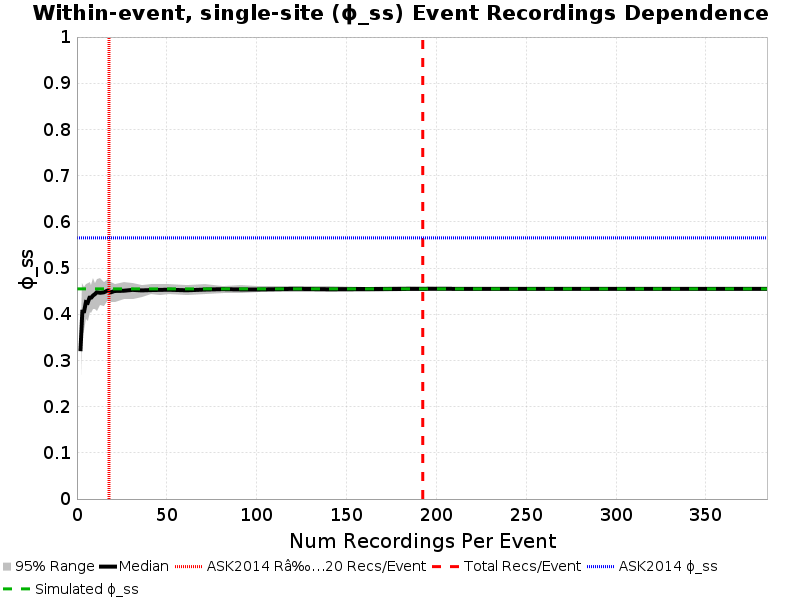 Within-event, single-site (ϕ_ss) Event Recordings Dependence
1
0.9
0.8
0.7
0.6
0.5
0.4
0.3
0.2
0.1
0
ϕ_ss
0 50 100 150 200 250 300 350
Num Recordings Per Event
95% Range Median ASK2014 Râ‰…20 Recs/Event Total Recs/Event ASK2014 ϕ_ss
Simulated ϕ_ss